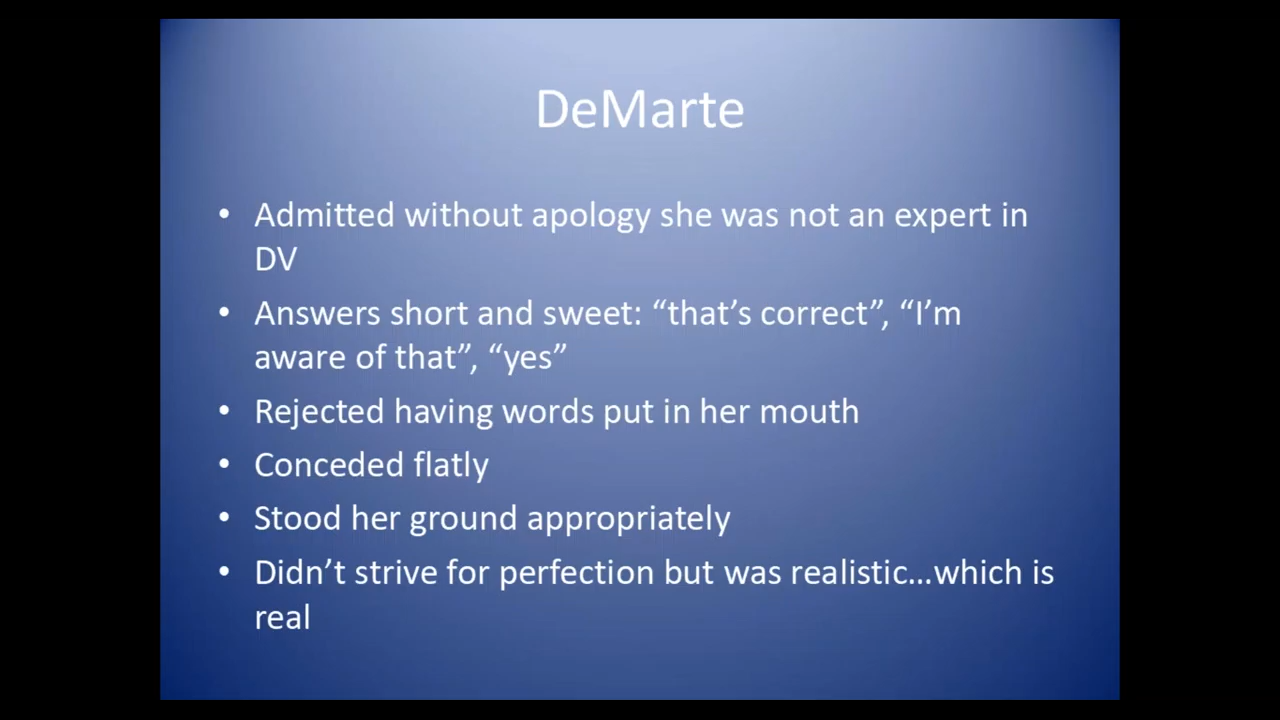 DeMarte
• Admitted without apology she was not an expert in
DV
• Answers short and sweet: “that’s correct”, “I’m
aware of that”, “yes”
• Rejected having words put in her mouth
• Conceded flatly
• Stood her ground appropriately
• Didn’t strive for perfection but was realistic…which is
real